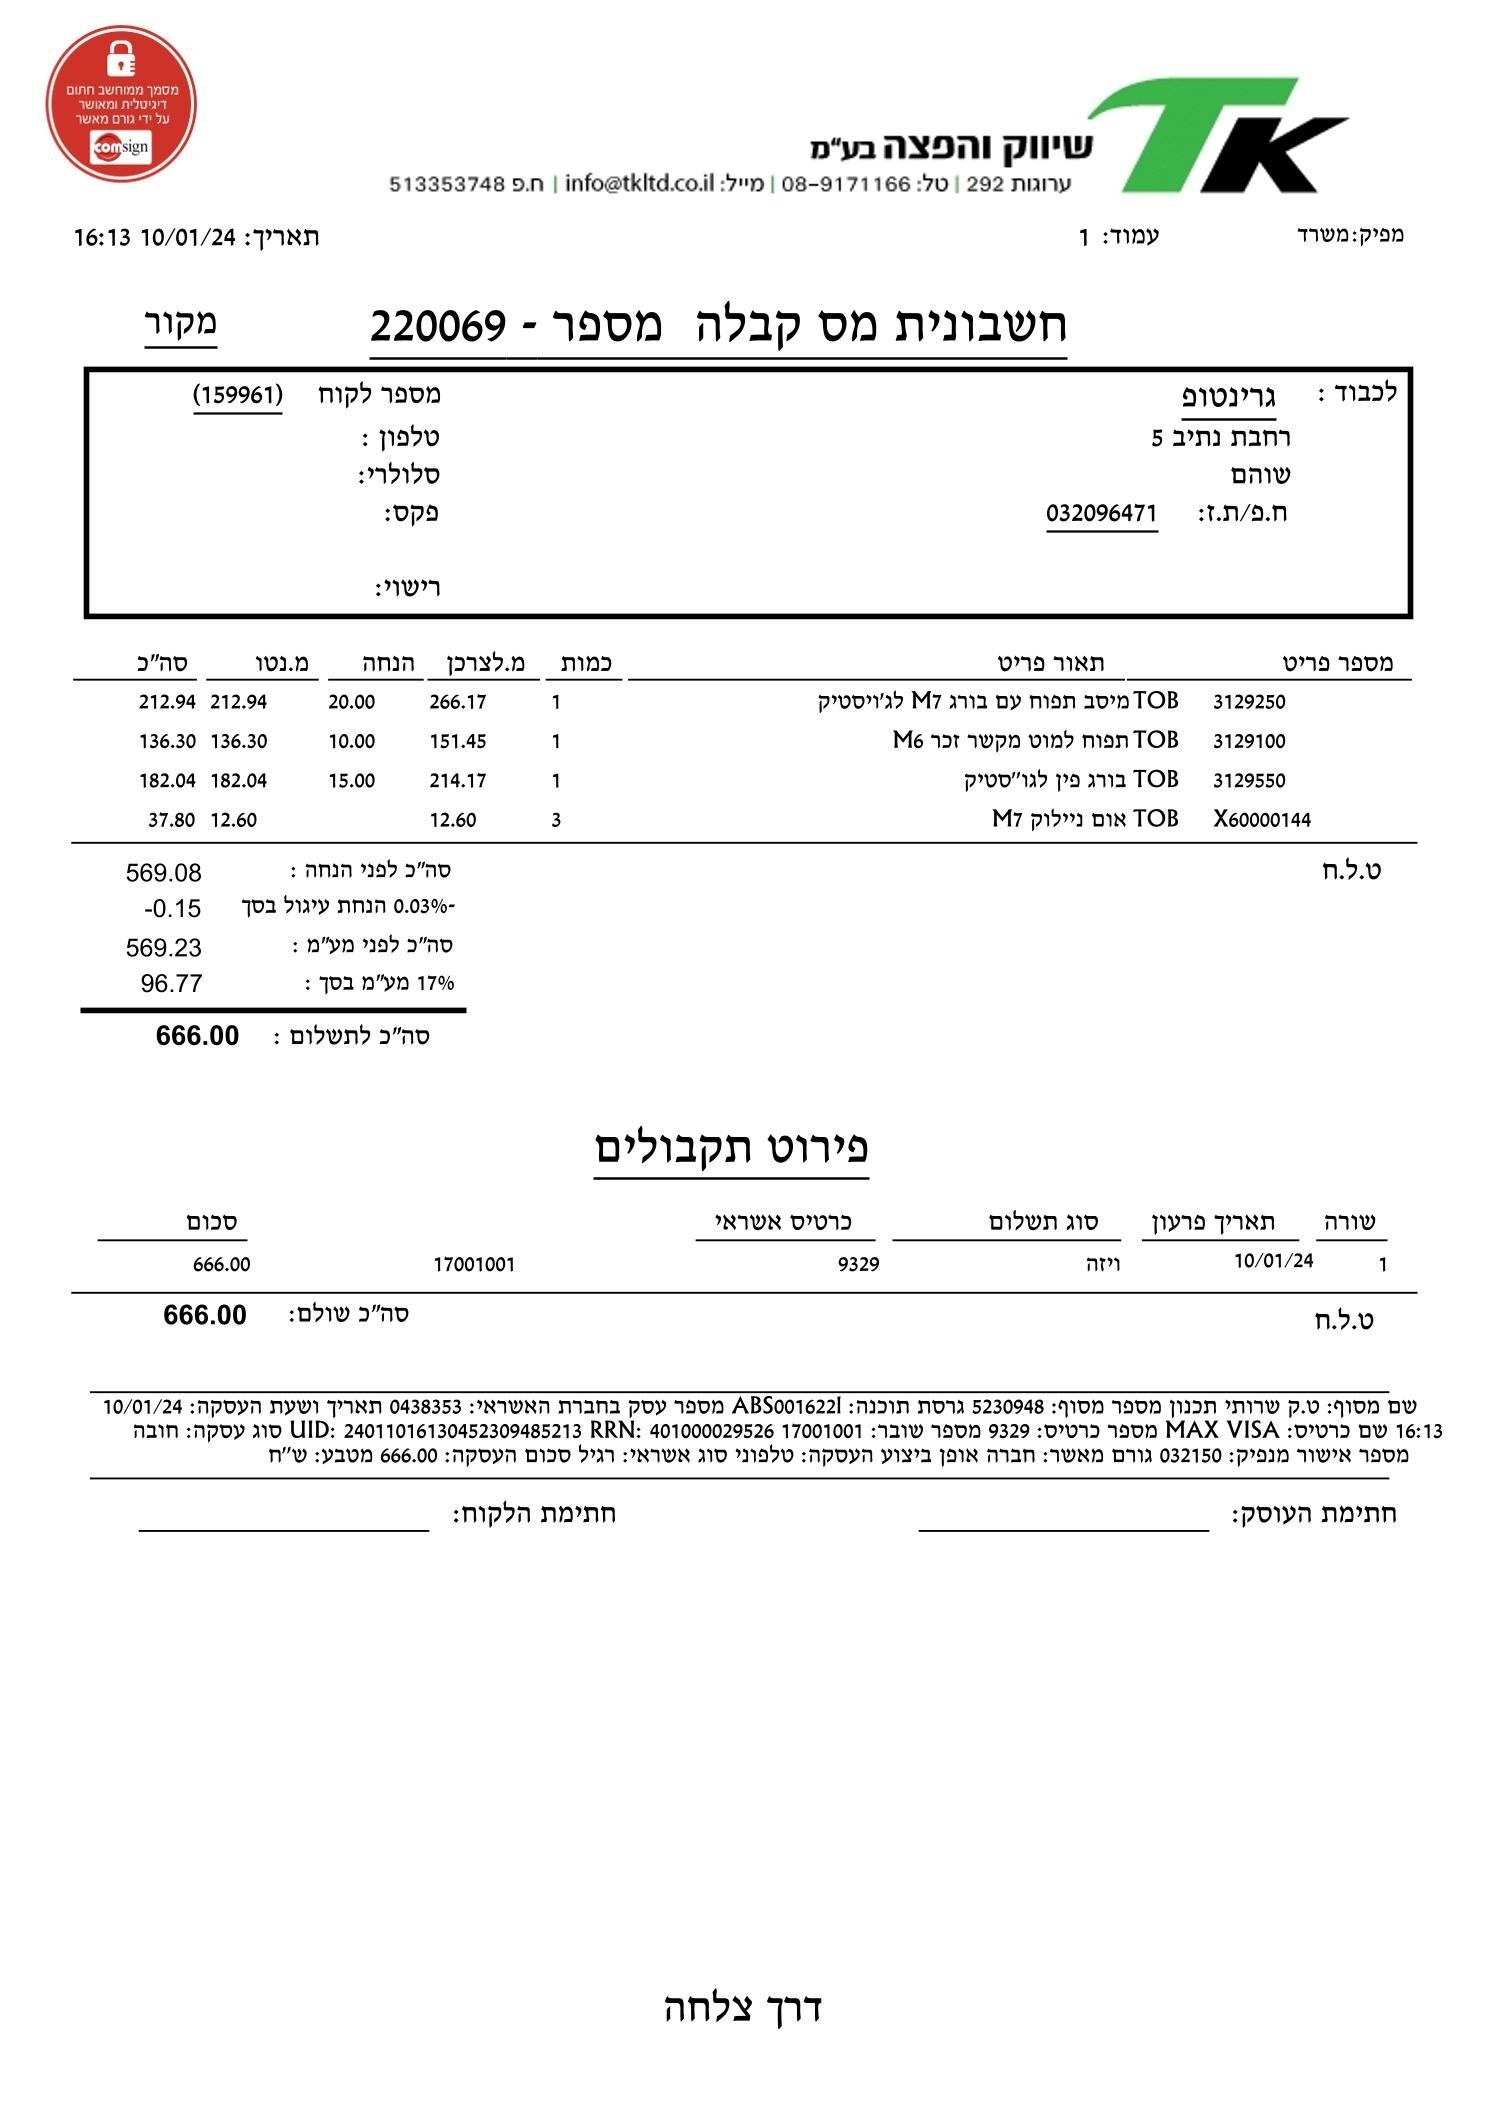 מסמך ממוחשב חתום
דיגיטלית ומאושר
על ידי גורם מאשר
comsign
TK
שיווק והפצה בע"מ
ערוגות 292 | טל: 08-9171166 | מייל: info@tkltd.co.il | ח.פ 513353748
מפיק:משרד עמוד: 1 תאריך: 10/01/24 16:13
חשבונית מס קבלה מספר - 220069 מקור
לכבוד : גרינטופ מספר לקוח (159961)
רחבת נתיב 5 טלפון :
שוהם סלולרי:
ח.פ/ת.ז: 032096471 פקס:
רישוי:
מספר פריט תאור פריט כמות מ.לצרכן הנחה מ.נטו סה"כ
3129250 TOB מיסב תפוח עם בורג M7 לג'ויסטיק 1 266.17 20.00 212.94 212.94
3129100 TOB תפוח למוט מקשר זכר M6 1 151.45 10.00 136.30 136.30
3129550 TOB בורג פין לגו"סטיק 1 214.17 15.00 182.04 182.04
X60000144 TOB אום ניילוק M7 3 12.60 12.60 37.80
ט.ל.ח סה"כ לפני הנחה : 569.08
-0.03% הנחת עיגול בסך -0.15
סה"כ לפני מע"מ : 569.23
17% מע"מ בסך : 96.77
סה"כ לתשלום : 666.00
פירוט תקבולים
שורה תאריך פרעון סוג תשלום כרטיס אשראי סכום
1 10/01/24 ויזה 9329 17001001 666.00
ט.ל.ח סה"כ שולם: 666.00
שם מסוף: ט.ק שרותי תכנון מספר מסוף: 5230948 גרסת תוכנה: ABS001622I מספר עסק בחברת האשראי: 0438353 תאריך ושעת העסקה: 10/01/24
16:13 שם כרטיס: MAX VISA מספר כרטיס: 9329 מספר שובר: 17001001 UID: 24011016130452309485213 RRN: 401000029526 סוג עסקה: חובה
מספר אישור מנפיק: 032150 גורם מאשר: חברה אופן ביצוע העסקה: טלפוני סוג אשראי: רגיל סכום העסקה: 666.00 מטבע: ש"ח
חתימת העוסק: חתימת הלקוח:
דרך צלחה